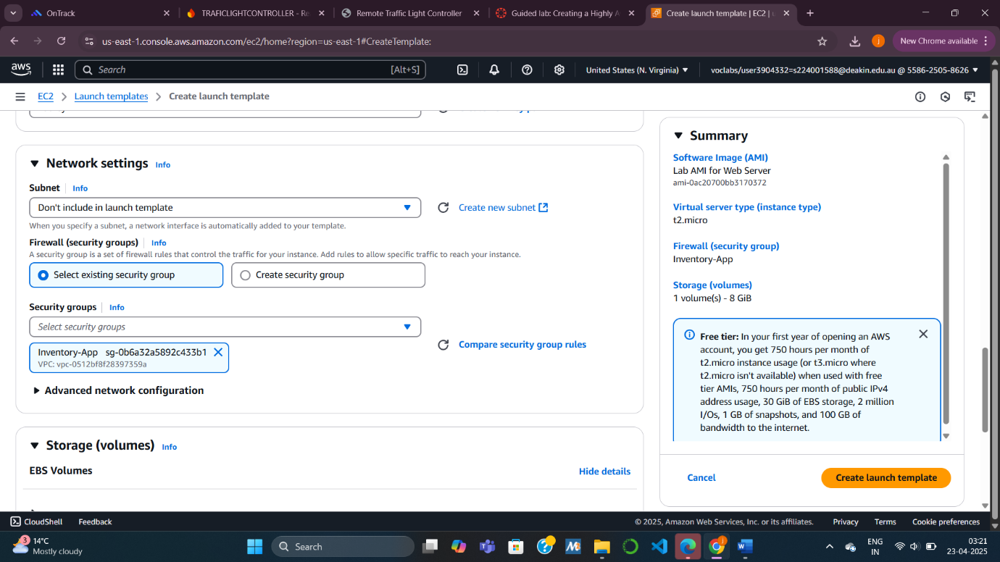 OnTrack
TRAFICLIGHTCONTROLLER - Re
Remote Traffic Light Controller
Guided lab: Creating a Highly A
Create launch template | EC2 | u
us-east-1.console.aws.amazon.com/ec2/home?region=us-east-1#CreateTemplate:
j
New Chrome available
aws
Search
[Alt+S]
United States (N. Virginia)
voclabs/user3904332=s224001588@deakin.edu.au @ 5586-2505-8626
EC2
Launch templates
Create launch template
Network settings
Info
Subnet
Info
Don't include in launch template
Create new subnet
When you specify a subnet, a network interface is automatically added to your template.
Firewall (security groups)
Info
A security group is a set of firewall rules that control the traffic for your instance. Add rules to allow specific traffic to reach your instance.
Select existing security group
Create security group
Security groups
Info
Select security groups
Inventory-App sg-0b6a32a5892c433b1
VPC: vpc-0512bf8f28397359a
Compare security group rules
Advanced network configuration
Storage (volumes)
Info
EBS Volumes
Hide details
Summary
Software Image (AMI)
Lab AMI for Web Server
ami-0ac20700bb3170372
Virtual server type (instance type)
t2.micro
Firewall (security group)
Inventory-App
Storage (volumes)
1 volume(s) - 8 GiB
Free tier: In your first year of opening an AWS
account, you get 750 hours per month of
t2.micro instance usage (or t3.micro where
t2.micro isn't available) when used with free
tier AMIs, 750 hours per month of public IPv4
address usage, 30 GiB of EBS storage, 2 million
I/Os, 1 GB of snapshots, and 100 GB of
bandwidth to the internet.
Cancel
Create launch template
CloudShell
Feedback
© 2025, Amazon Web Services, Inc. or its affiliates.
Privacy
Terms
Cookie preferences
3
14°C
Mostly cloudy
Search
ENG
IN
03:21
23-04-2025